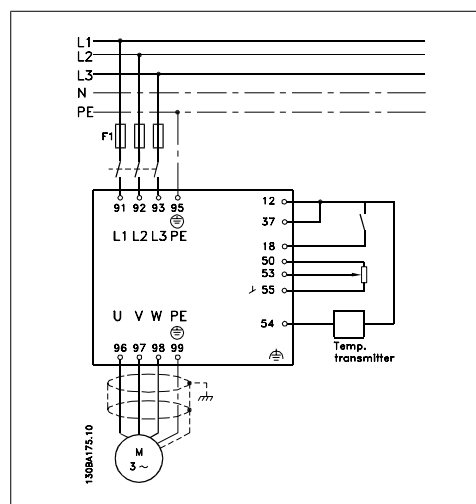 L1
L2
L3
N
PE
F1
91 92 93 95
L1 L2 L3 PE
12
37
18
50
53
55
54
Temp.
transmitter
U V W PE
96 97 98 99
M
3~
130BA175.10